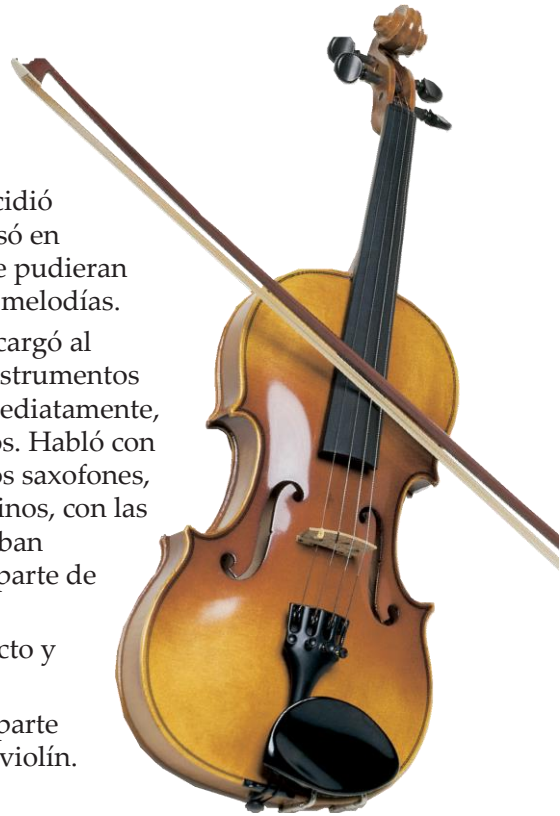 cidió
só en
e pudieran
melodías.
cargó al
strumentos
ediatamente,
os. Habló con
os saxofones,
inos, con las
ban
parte de
cto y
parte
violín.